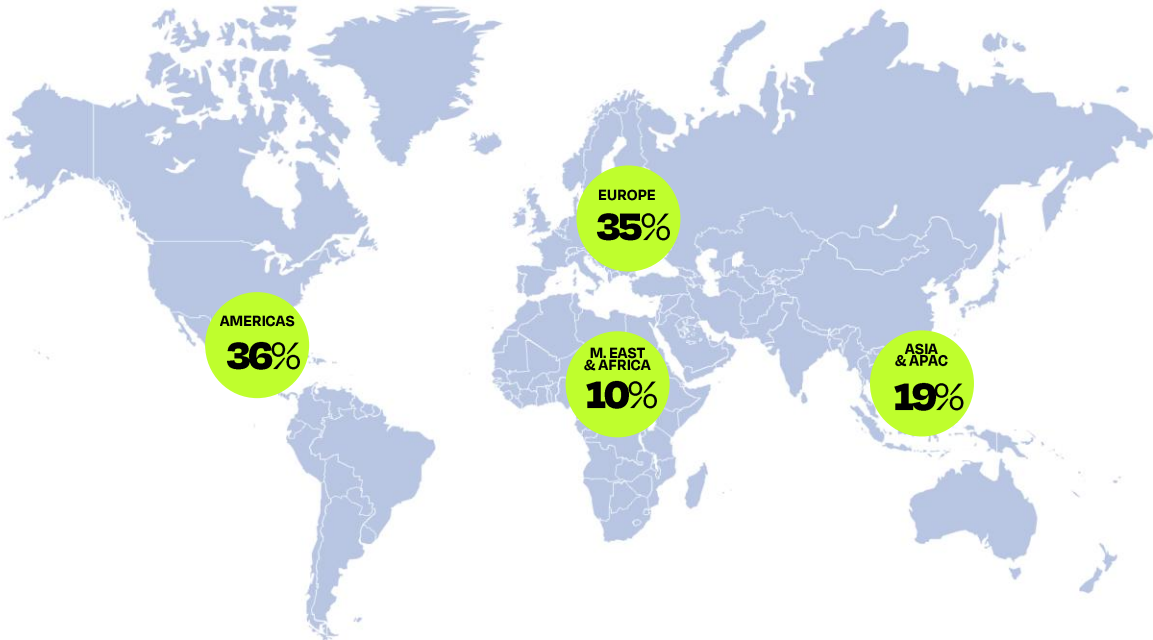 EUROPE
35%
AMERICAS
36%
M. EAST
& AFRICA
10%
ASIA
& APAC
19%